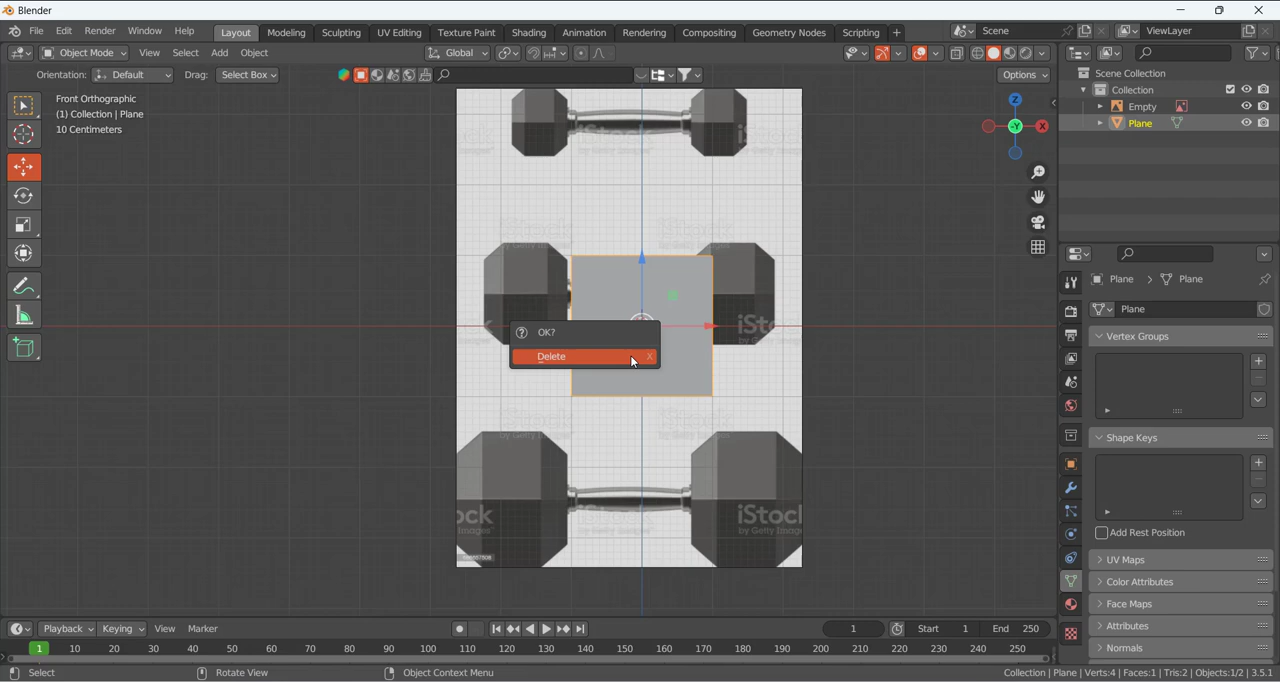 Blender
File Edit Render Window Help
Layout Modeling Sculpting UV Editing Texture Paint Shading Animation Rendering Compositing Geometry Nodes Scripting +
Scene
ViewLayer
Object Mode View Select Add Object
Global
Orientation: Default Drag: Select Box
Options
Front Orthographic
(1) Collection | Plane
10 Centimeters
Z
-Y
X
Scene Collection
Collection
Empty
Plane
Plane > Plane
Plane
Vertex Groups
Shape Keys
Add Rest Position
UV Maps
Color Attributes
Face Maps
Attributes
Normals
iStock
by Getty Images
OK?
Delete X
Playback Keying View Marker
1
Start 1 End 250
1 10 20 30 40 50 60 70 80 90 100 110 120 130 140 150 160 170 180 190 200 210 220 230 240 250
Select Rotate View Object Context Menu
Collection | Plane | Verts:4 | Faces:1 | Tris:2 | Objects:1/2 | 3.5.1